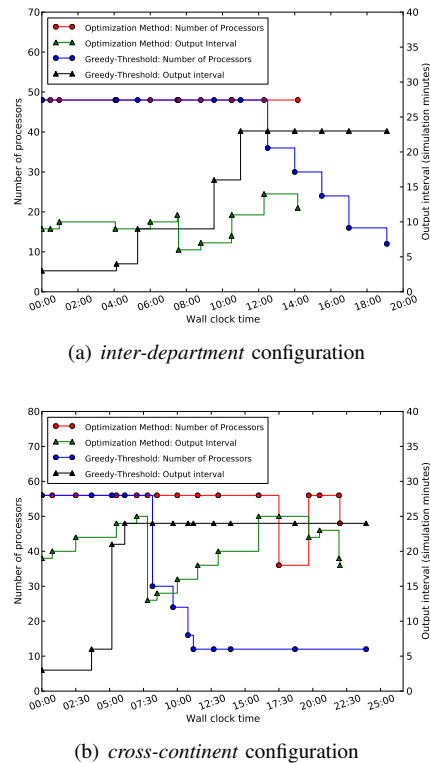 70
60
50
40
30
20
10
0
Number of processors
Optimization Method: Number of Processors
Optimization Method: Output Interval
Greedy-Threshold: Number of Processors
Greedy-Threshold: Output interval
40
35
30
25
20
15
10
5
0
Output interval (simulation minutes)
00:00 02:00 04:00 06:00 08:00 10:00 12:00 14:00 16:00 18:00 20:00
Wall clock time
(a) inter-department configuration
80
70
60
50
40
30
20
10
0
Number of processors
Optimization Method: Number of Processors
Optimization Method: Output Interval
Greedy-Threshold: Number of Processors
Greedy-Threshold: Output interval
40
35
30
25
20
15
10
5
0
Output interval (simulation minutes)
00:00 02:30 05:00 07:30 10:00 12:30 15:00 17:30 20:00 22:30 25:00
Wall clock time
(b) cross-continent configuration